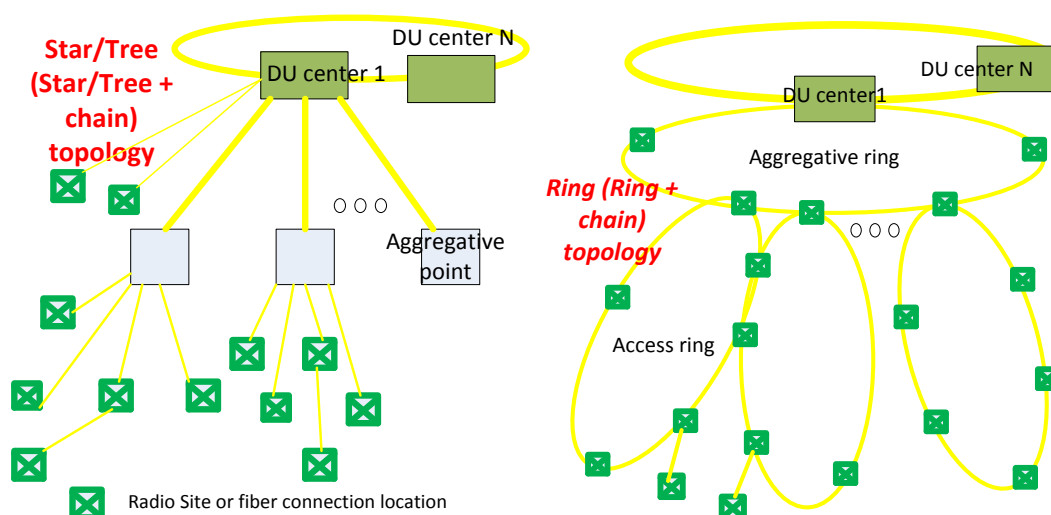 Star/Tree
(Star/Tree +
chain)
topology
DU center N
DU center 1
Aggregative
point
Radio Site or fiber connection location
DU center N
DU center1
Aggregative ring
Ring (Ring +
chain)
topology
Access ring